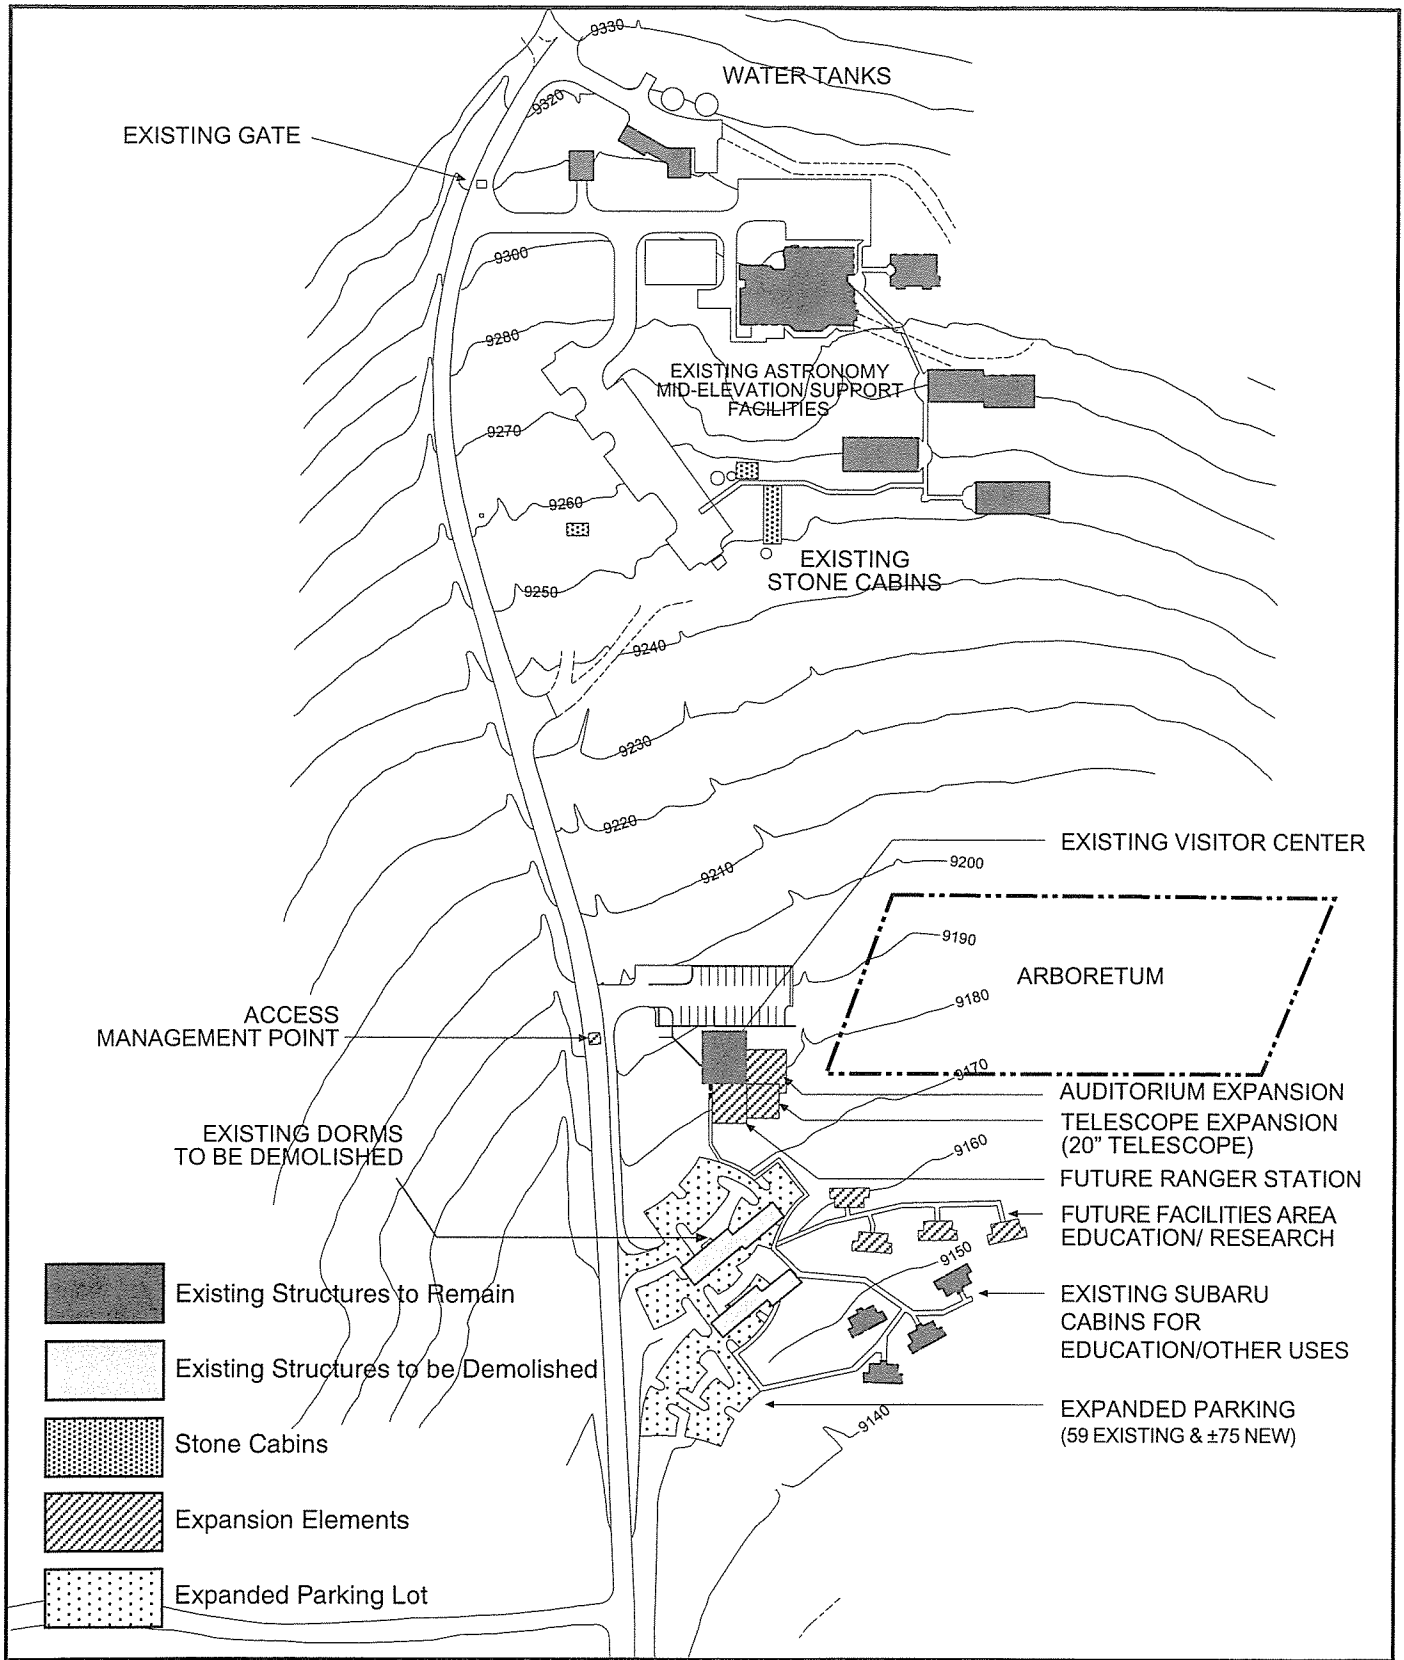 9330
WATER TANKS
9320
EXISTING GATE
9300
9280
EXISTING ASTRONOMY
MID-ELEVATION SUPPORT
FACILITIES
9270
9260
EXISTING
STONE CABINS
9250
9240
9230
9220
EXISTING VISITOR CENTER
9210
9200
9190
ARBORETUM
9180
ACCESS
MANAGEMENT POINT
9170
AUDITORIUM EXPANSION
TELESCOPE EXPANSION
(20” TELESCOPE)
EXISTING DORMS
TO BE DEMOLISHED
9160
FUTURE RANGER STATION
FUTURE FACILITIES AREA
EDUCATION/ RESEARCH
9150
EXISTING SUBARU
CABINS FOR
EDUCATION/OTHER USES
EXPANDED PARKING
(59 EXISTING & ±75 NEW)
9140
Existing Structures to Remain
Existing Structures to be Demolished
Stone Cabins
Expansion Elements
Expanded Parking Lot